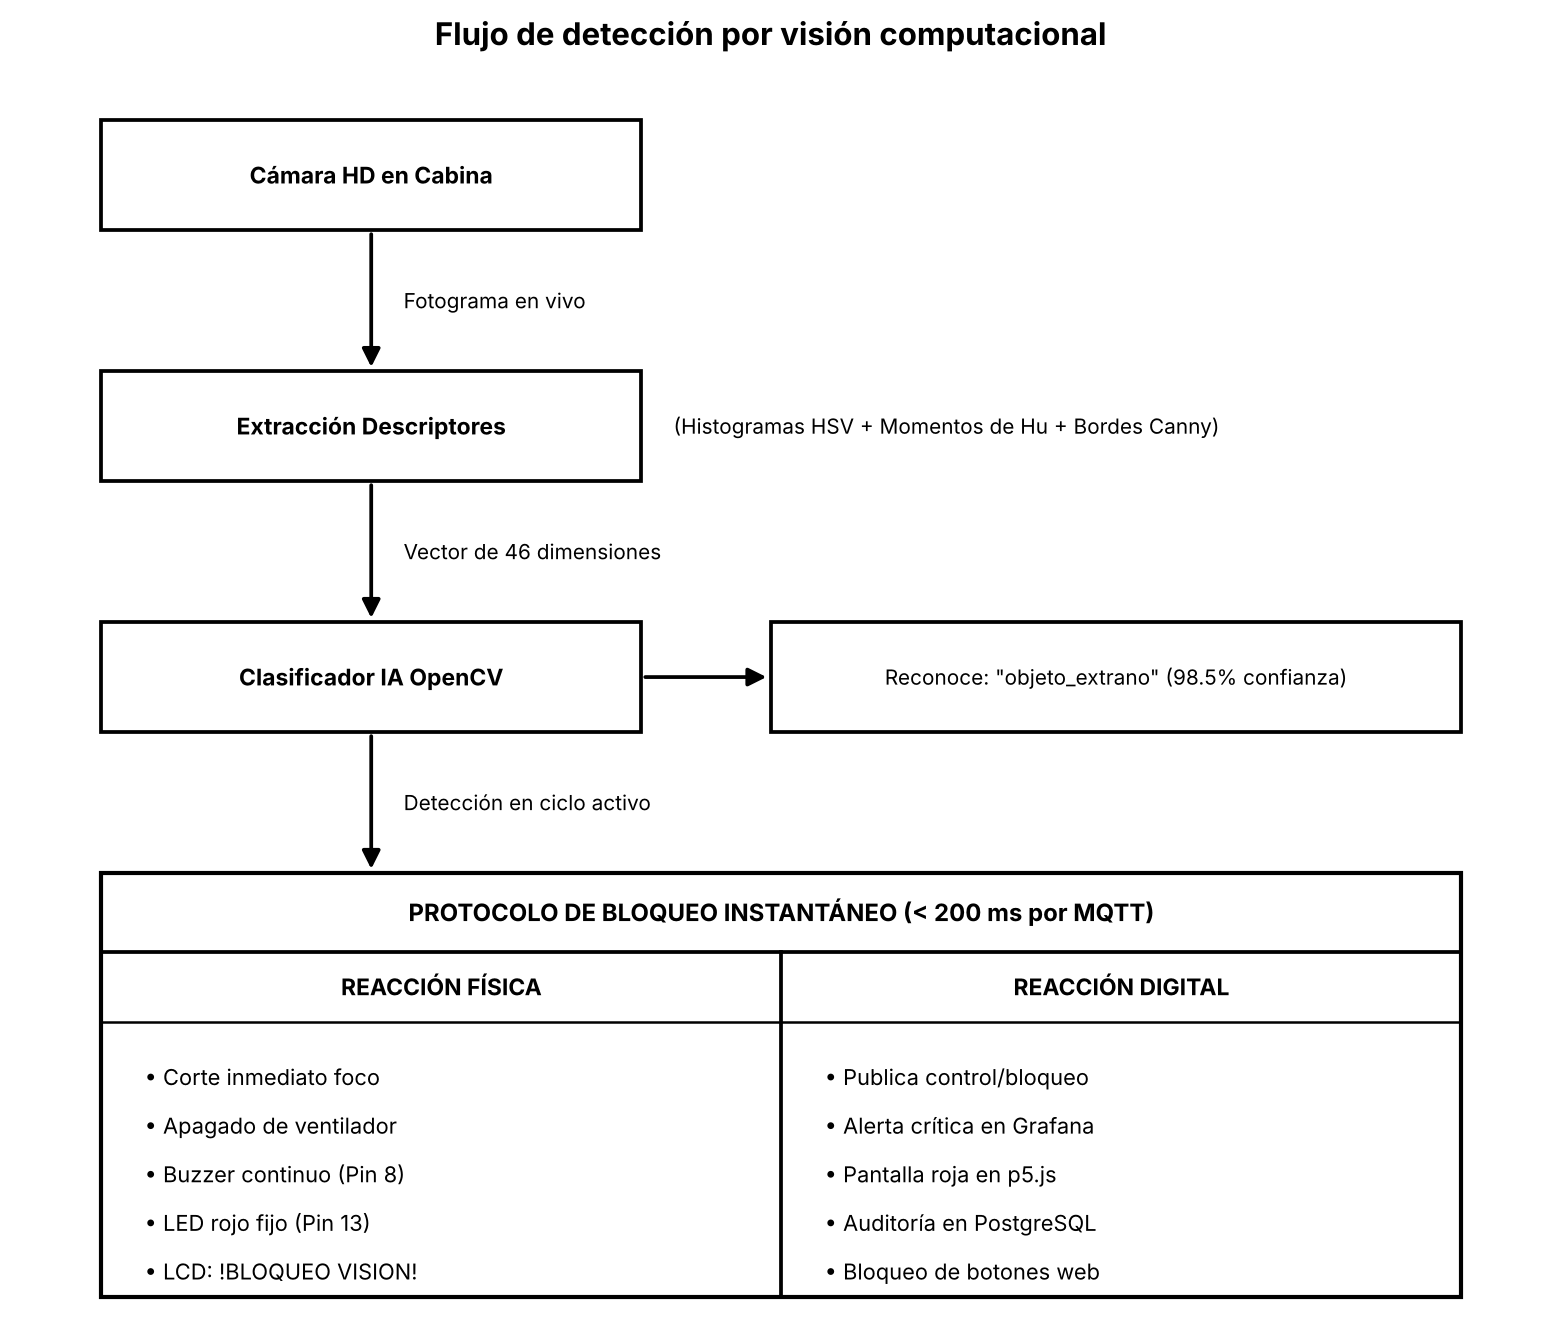 Flujo de detección por visión computacional
Cámara HD en Cabina
Fotograma en vivo
Extracción Descriptores
(Histogramas HSV + Momentos de Hu + Bordes Canny)
Vector de 46 dimensiones
Clasificador IA OpenCV
Reconoce: "objeto_extrano" (98.5% confianza)
Detección en ciclo activo
PROTOCOLO DE BLOQUEO INSTANTÁNEO (< 200 ms por MQTT)
REACCIÓN FÍSICA
• Corte inmediato foco
• Apagado de ventilador
• Buzzer continuo (Pin 8)
• LED rojo fijo (Pin 13)
• LCD: !BLOQUEO VISION!
REACCIÓN DIGITAL
• Publica control/bloqueo
• Alerta crítica en Grafana
• Pantalla roja en p5.js
• Auditoría en PostgreSQL
• Bloqueo de botones web